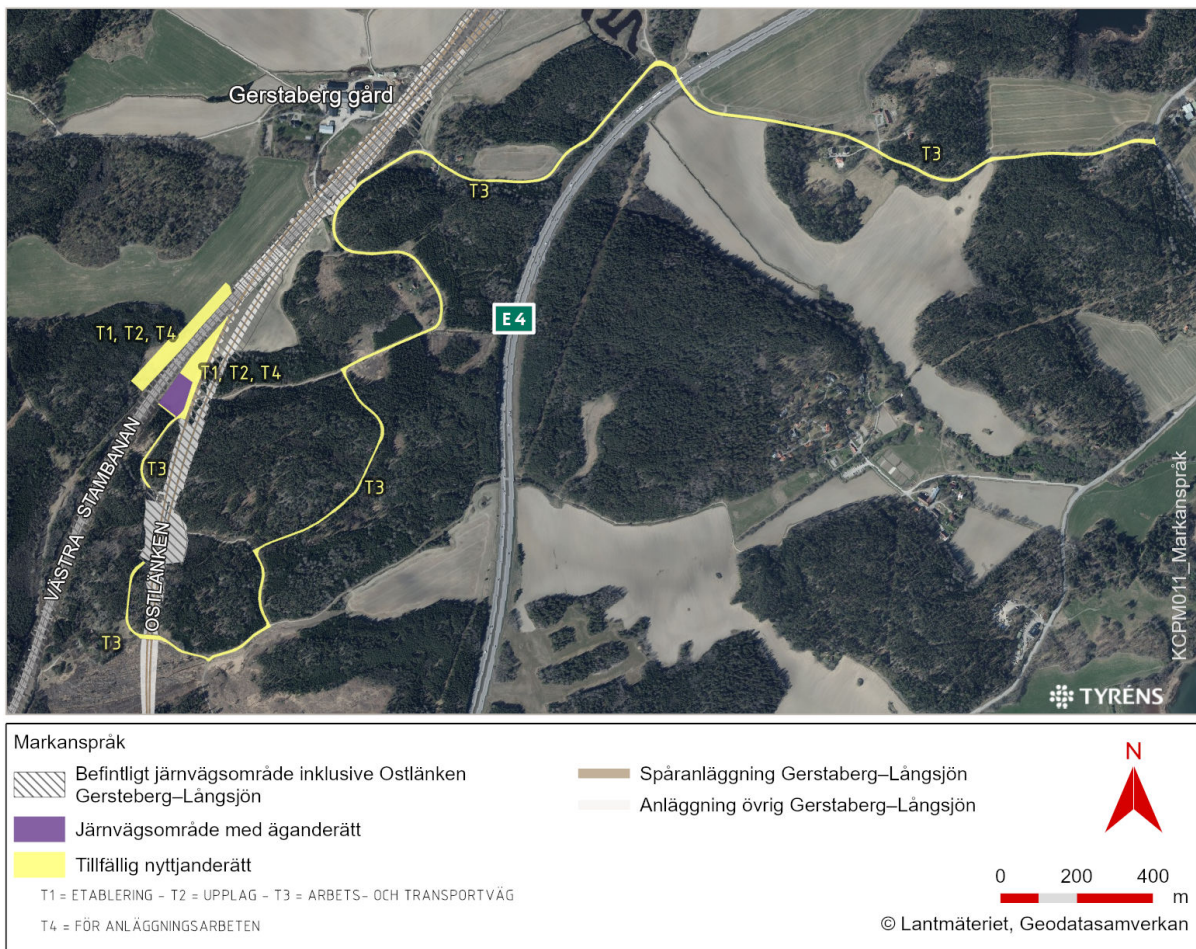 Gerstaberg gård
T3
T3
E 4
T1, T2, T4
T1, T2, T4
T3
T3
VÄSTRA STAMBANAN
OSTLÄNKEN
T3
KCPM011_Markanspråk
TYRÉNS
Markanspråk
Befintligt järnvägsområde inklusive Ostlänken
Gersteberg–Långsjön
Järnvägsområde med äganderätt
Tillfällig nyttjanderätt
T1 = ETABLERING - T2 = UPPLAG - T3 = ARBETS- OCH TRANSPORTVÄG
T4 = FÖR ANLÄGGNINGSARBETEN
Spåranläggning Gerstaberg–Långsjön
Anläggning övrig Gerstaberg–Långsjön
N
0 200 400
m
© Lantmäteriet, Geodatasamverkan